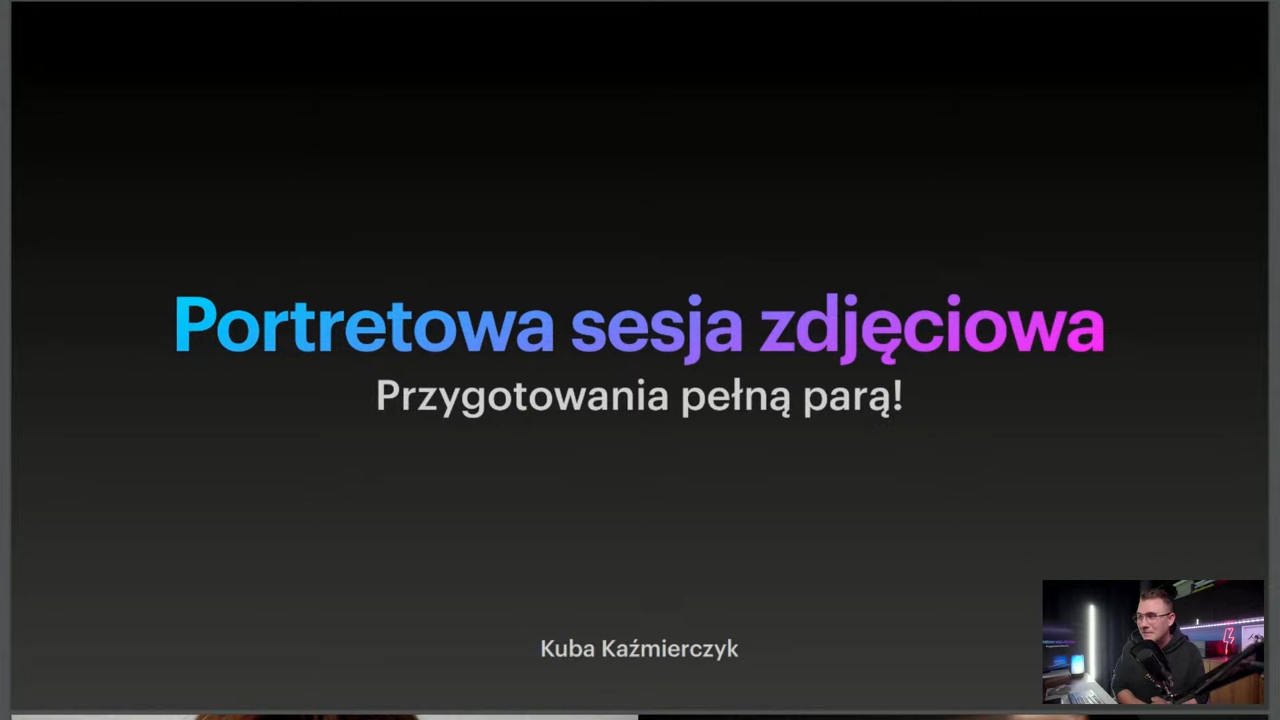 Portretowa sesja zdjęciowa
Przygotowania pełną parą!
Kuba Kaźmierczyk